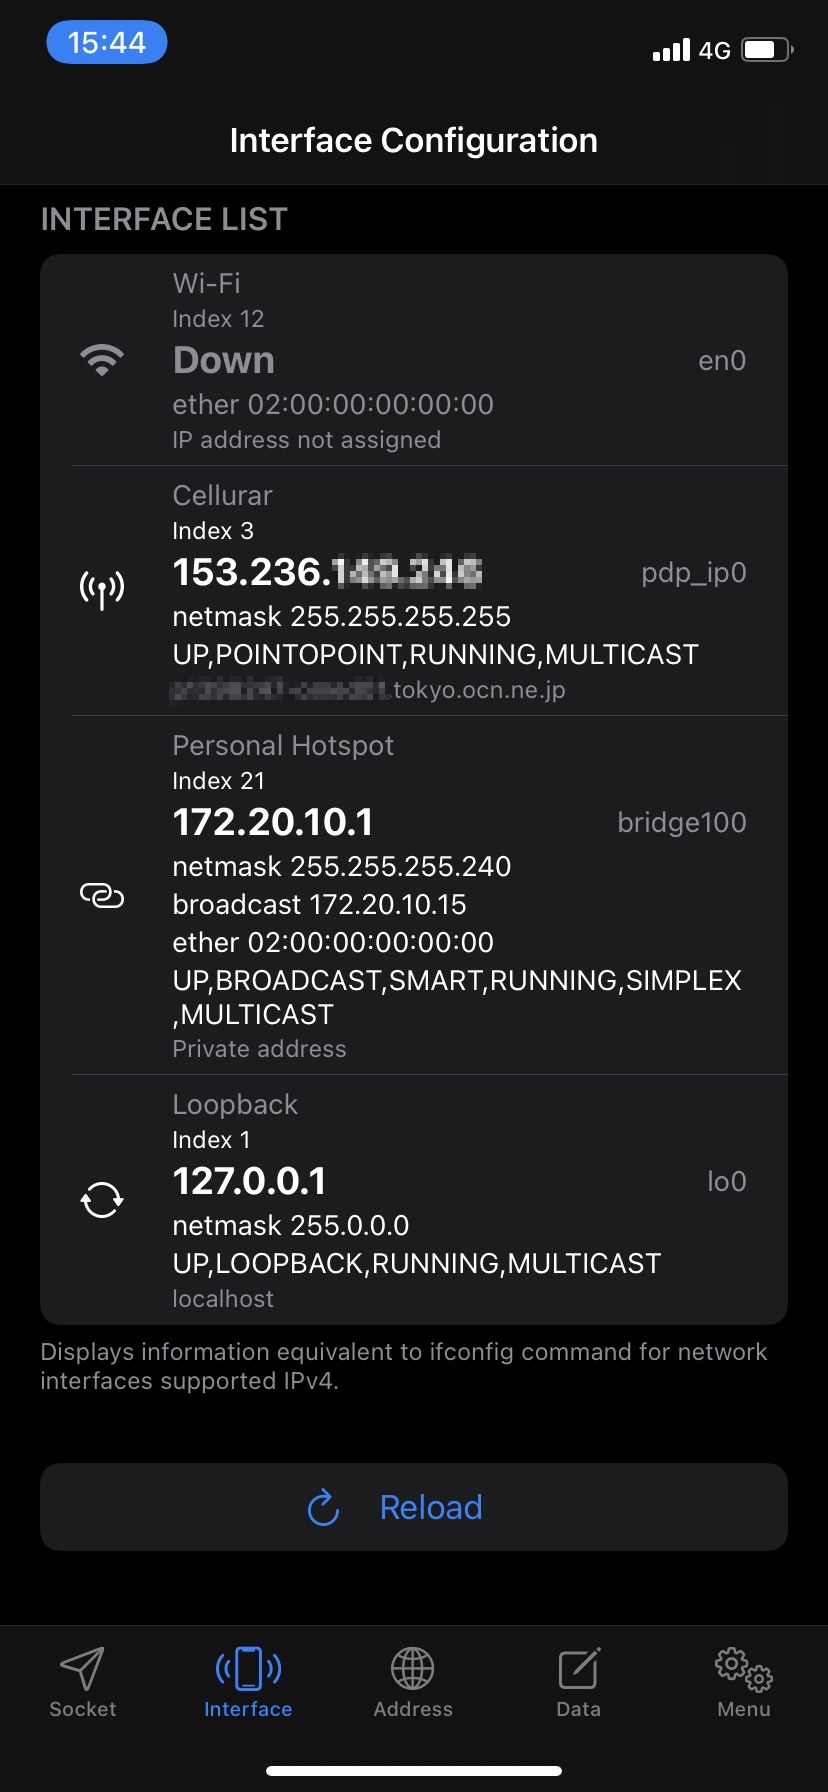 15:44
4G
Interface Configuration
INTERFACE LIST
Wi-Fi
Index 12
Down
en0
ether 02:00:00:00:00:00
IP address not assigned
Cellurar
Index 3
153.236.
pdp_ip0
netmask 255.255.255.255
UP,POINTOPOINT,RUNNING,MULTICAST
.tokyo.ocn.ne.jp
Personal Hotspot
Index 21
172.20.10.1
bridge100
netmask 255.255.255.240
broadcast 172.20.10.15
ether 02:00:00:00:00:00
UP,BROADCAST,SMART,RUNNING,SIMPLEX
,MULTICAST
Private address
Loopback
Index 1
127.0.0.1
lo0
netmask 255.0.0.0
UP,LOOPBACK,RUNNING,MULTICAST
localhost
Displays information equivalent to ifconfig command for network
interfaces supported IPv4.
Reload
Socket
Interface
Address
Data
Menu